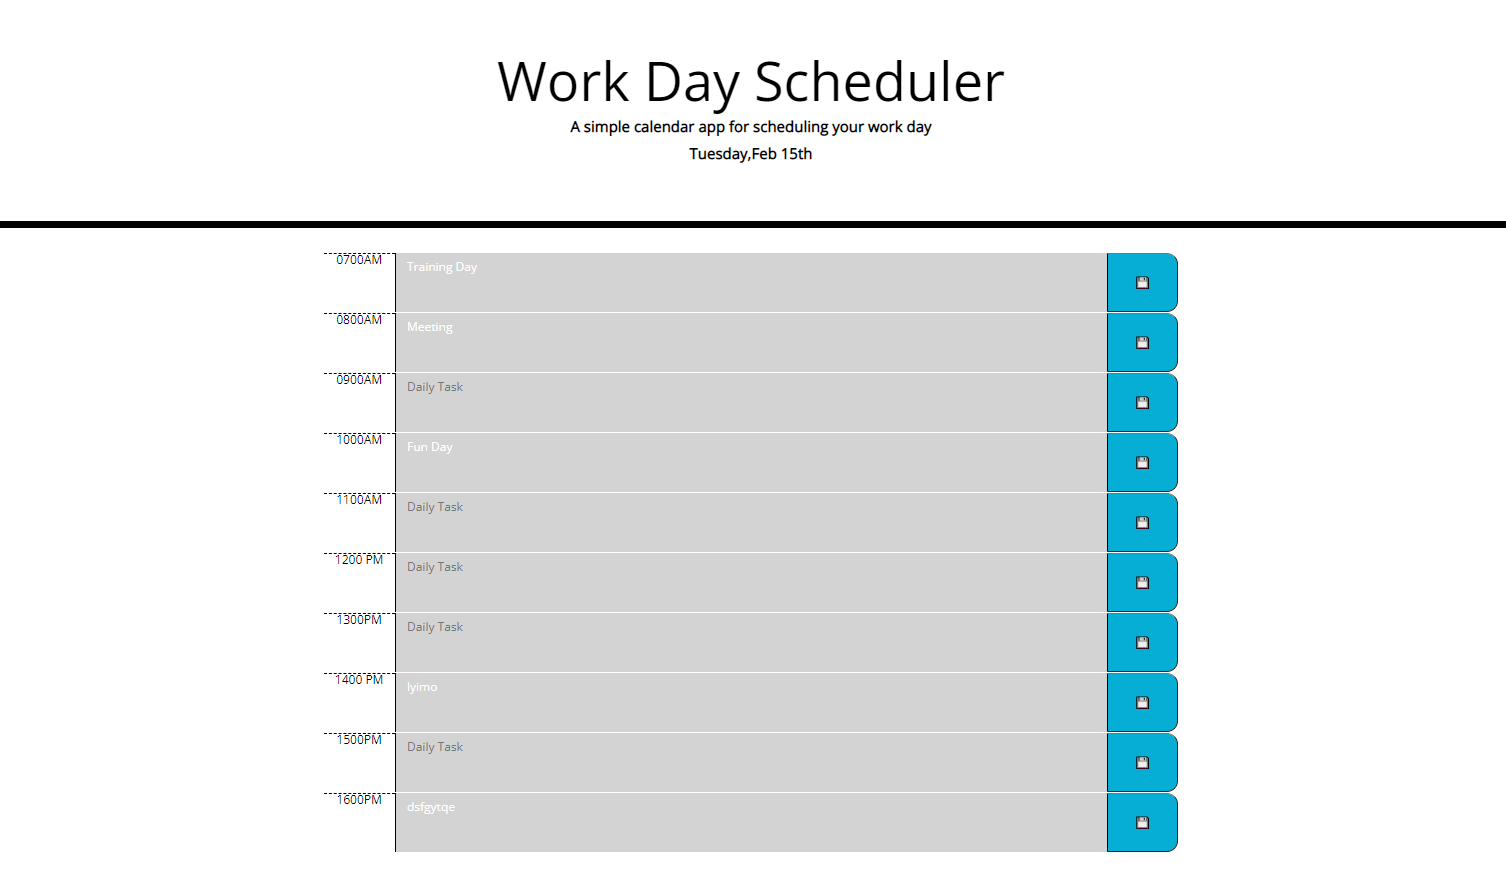 Work Day Scheduler
A simple calendar app for scheduling your work day
Tuesday,Feb 15th
0700AM Training Day
0800AM Meeting
0900AM Daily Task
1000AM Fun Day
1100AM Daily Task
1200 PM Daily Task
1300PM Daily Task
1400 PM lyimo
1500PM Daily Task
1600PM dsfgytqe